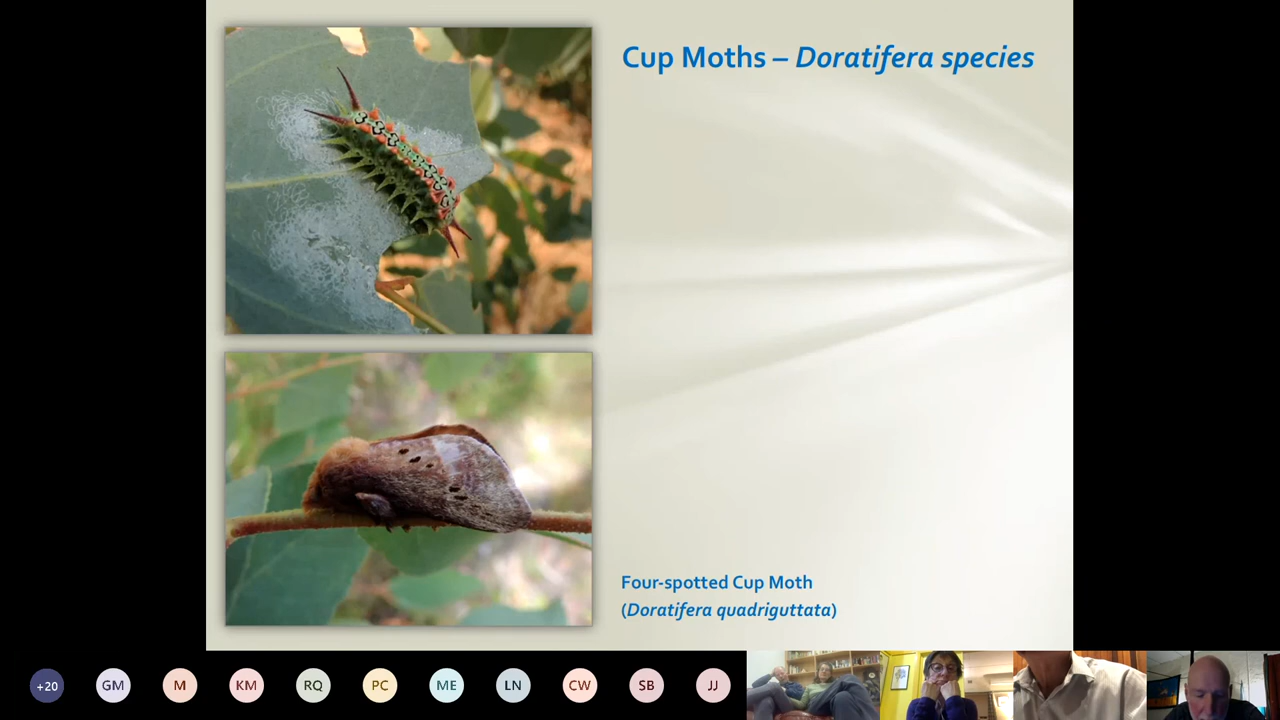 Cup Moths – Doratifera species
Four-spotted Cup Moth
(Doratifera quadriguttata)
+20
GM
M
KM
RQ
PC
ME
LN
CW
SB
JJ